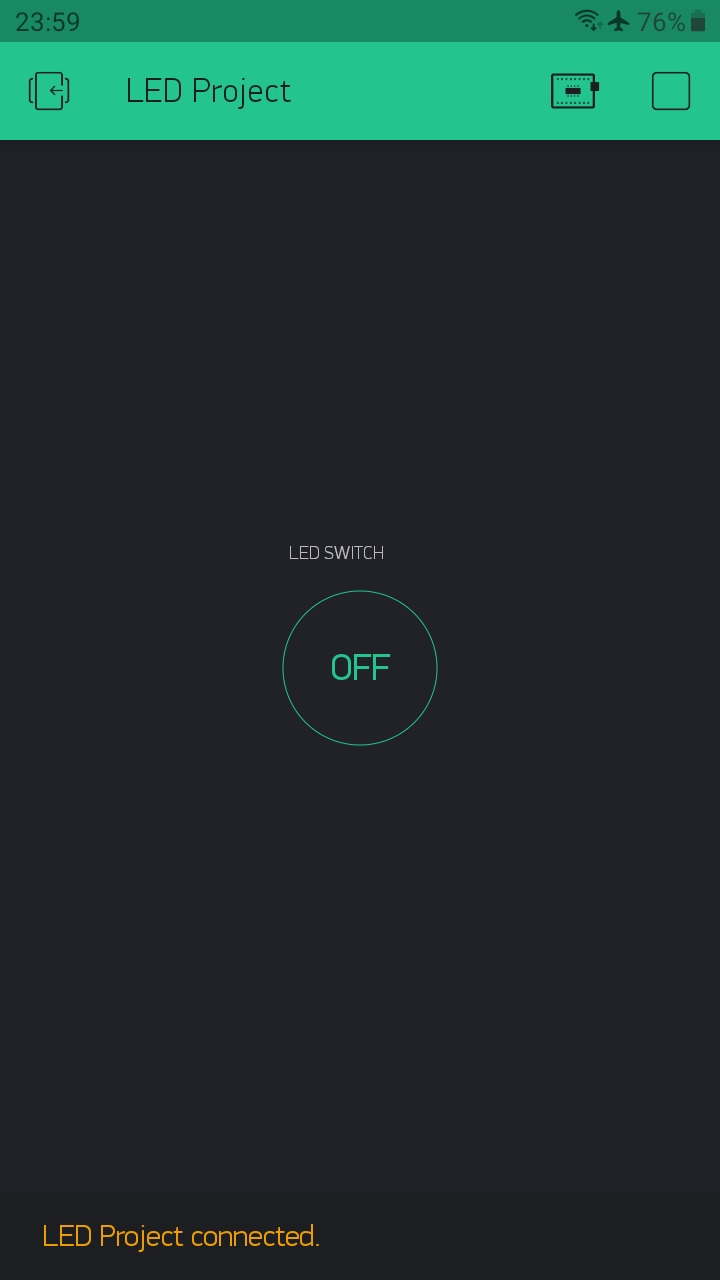 23:59 76%
LED Project
LED SWITCH
OFF
LED Project connected.